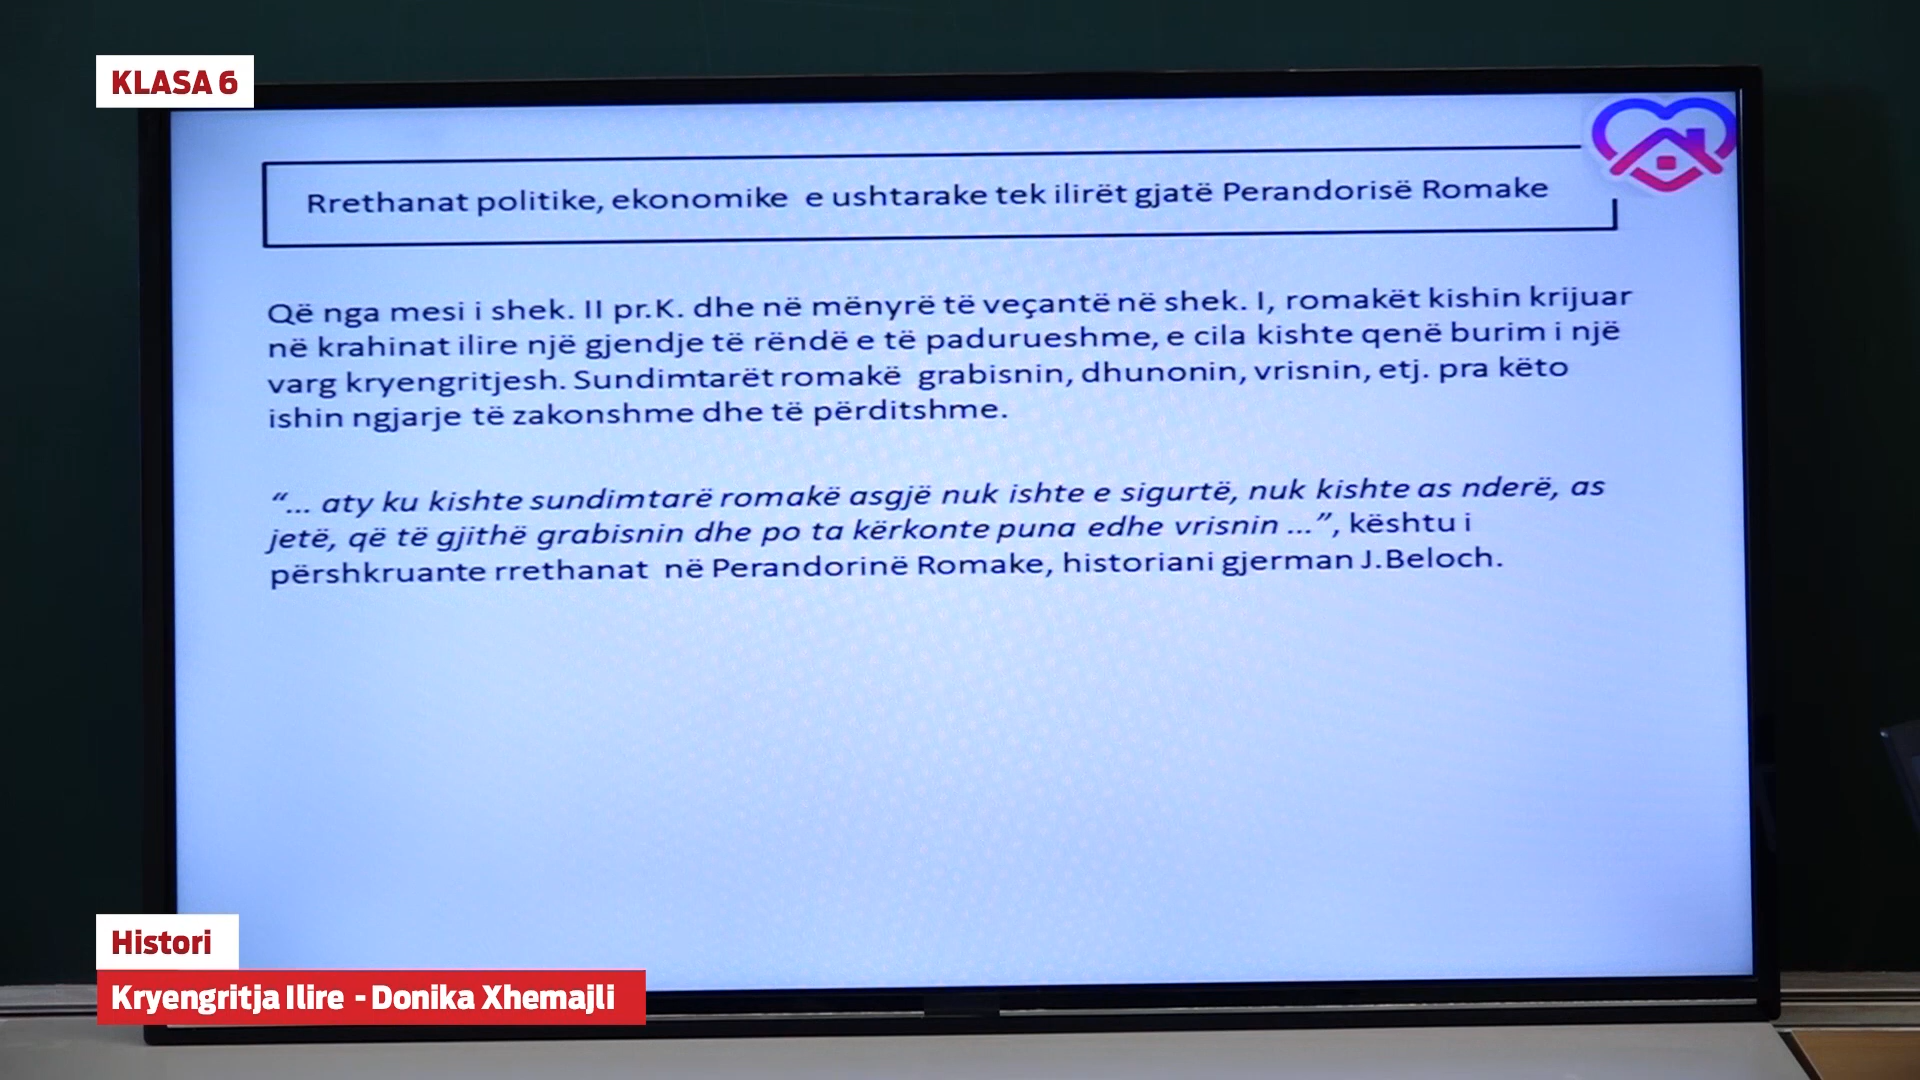 KLASA 6
Rrethanat politike, ekonomike e ushtarake tek ilirët gjatë Perandorisë Romake
Që nga mesi i shek. II pr.K. dhe në mënyrë të veçantë në shek. I, romakët kishin krijuar
në krahinat ilire një gjendje të rëndë e të padurueshme, e cila kishte qenë burim i një
varg kryengritjesh. Sundimtarët romakë grabisnin, dhunonin, vrisnin, etj. pra këto
ishin ngjarje të zakonshme dhe të përditshme.
“... aty ku kishte sundimtarë romakë asgjë nuk ishte e sigurtë, nuk kishte as nderë, as
jetë, që të gjithë grabisnin dhe po ta kërkonte puna edhe vrisnin ...”, kështu i
përshkruante rrethanat në Perandorinë Romake, historiani gjerman J.Beloch.
Histori
Kryengritja Ilire - Donika Xhemajli